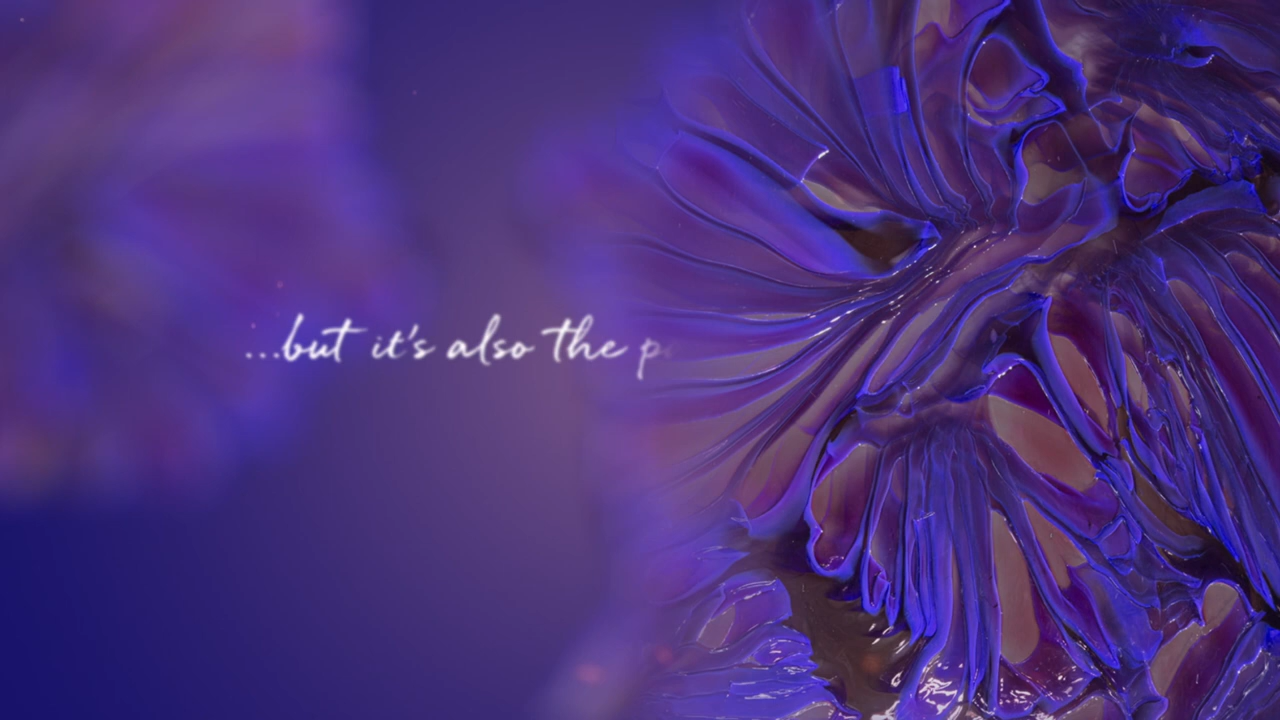 ...but it's also the